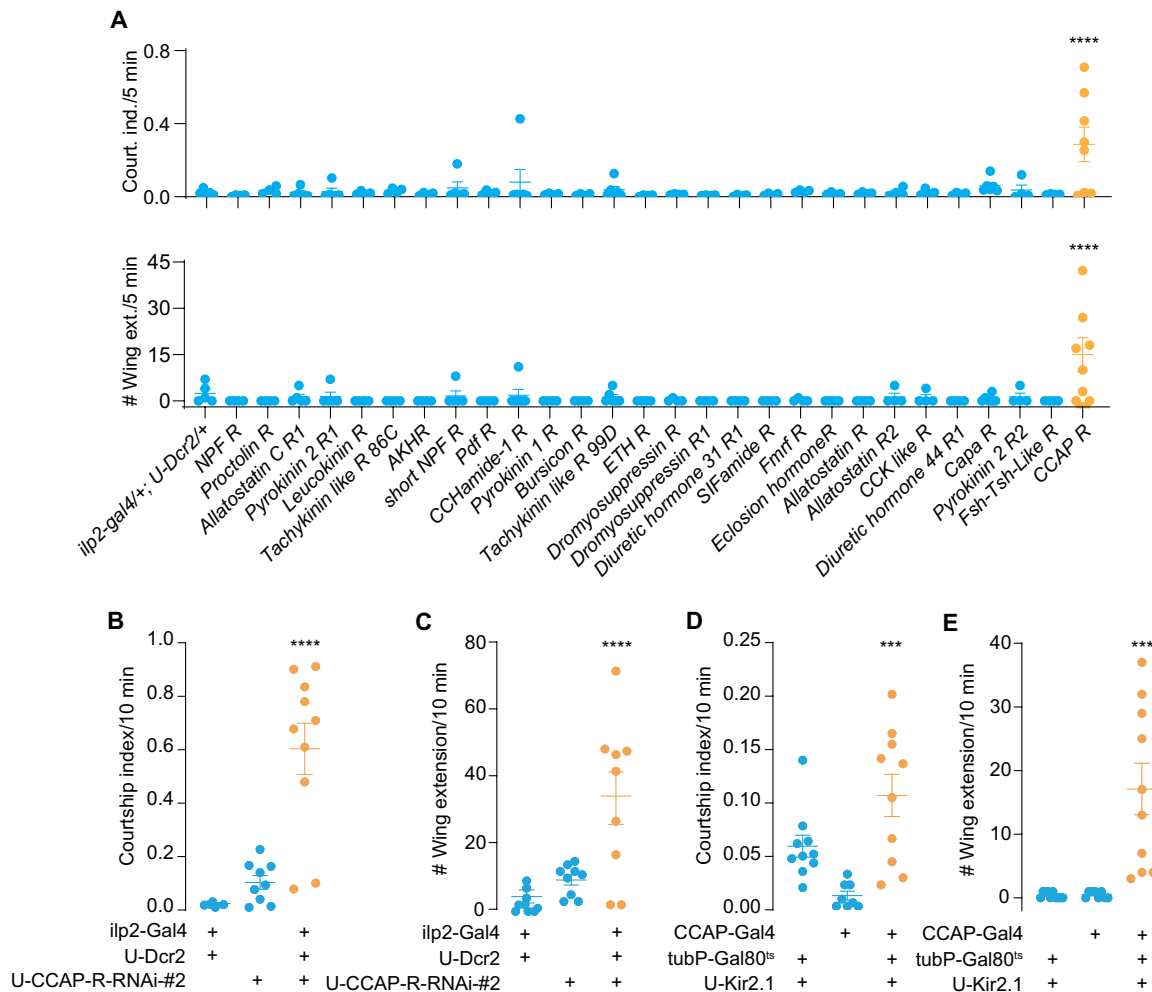 A
Court. ind./5 min
0.8
0.4
0.0
****
# Wing ext./5 min
45
30
15
0
****
ilp2-gal4/+; U-Dcr2/+
NPF R
Proctolin R
Allatostatin C R1
Pyrokinin 2 R1
Leucokinin R
Tachykinin like R 86C
AKHR
short NPF R
Pdf R
CCHamide-1 R
Pyrokinin 1 R
Bursicon R
Tachykinin like R 99D
ETH R
Dromyosuppressin R
Dromyosuppressin R1
Diuretic hormone 31 R1
SIFamide R
Fmrf R
Eclosion hormone R
Allatostatin R
Allatostatin R2
CCK like R
Diuretic hormone 44 R1
Capa R
Pyrokinin 2 R2
Fsh-Tsh-Like R
CCAP R
B
Courtship index/10 min
1.0
0.8
0.6
0.4
0.2
0.0
****
ilp2-Gal4 + +
U-Dcr2 + +
U-CCAP-R-RNAi-#2 + +
C
# Wing extension/10 min
80
60
40
20
0
****
ilp2-Gal4 + +
U-Dcr2 + +
U-CCAP-R-RNAi-#2 + +
D
Courtship index/10 min
0.25
0.20
0.15
0.10
0.05
0.00
***
CCAP-Gal4 + +
tubP-Gal80ts + +
U-Kir2.1 + +
E
# Wing extension/10 min
40
30
20
10
0
***
CCAP-Gal4 + +
tubP-Gal80ts + +
U-Kir2.1 + +